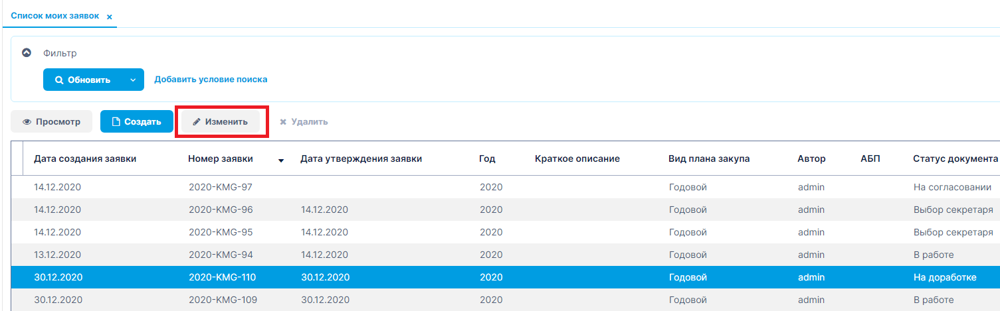 Список моих заявок
Фильтр
Обновить Добавить условие поиска
Просмотр Создать Изменить Удалить
Дата создания заявки Номер заявки Дата утверждения заявки Год Краткое описание Вид плана закупа Автор АБП Статус документа
14.12.2020 2020-KMG-97 2020 Годовой admin На согласовании
14.12.2020 2020-KMG-96 14.12.2020 2020 Годовой admin Выбор секретаря
14.12.2020 2020-KMG-95 14.12.2020 2020 Годовой admin Выбор секретаря
13.12.2020 2020-KMG-94 14.12.2020 2020 Годовой admin В работе
30.12.2020 2020-KMG-110 30.12.2020 2020 Годовой admin На доработке
30.12.2020 2020-KMG-109 30.12.2020 2020 Годовой admin В работе